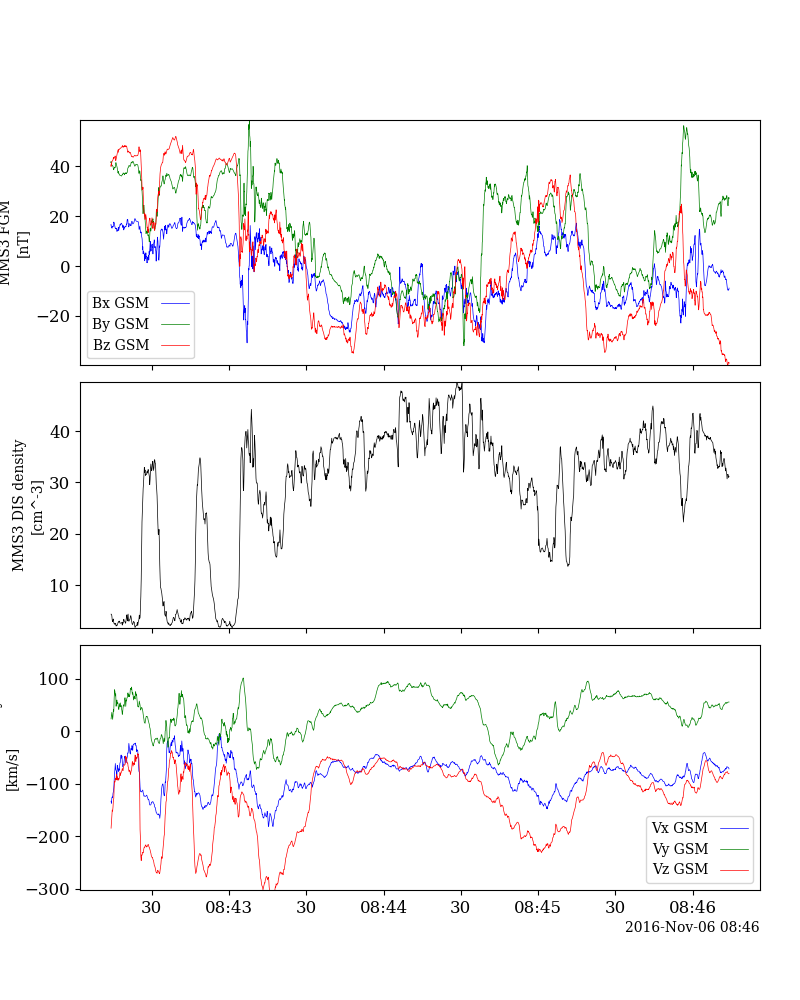 MMS3 FGM
[nT]
40
20
0
−20
Bx GSM
By GSM
Bz GSM
MMS3 DIS density
[cm^-3]
40
30
20
10
[km/s]
100
0
−100
−200
−300
Vx GSM
Vy GSM
Vz GSM
30
08:43
30
08:44
30
08:45
30
08:46
2016-Nov-06 08:46